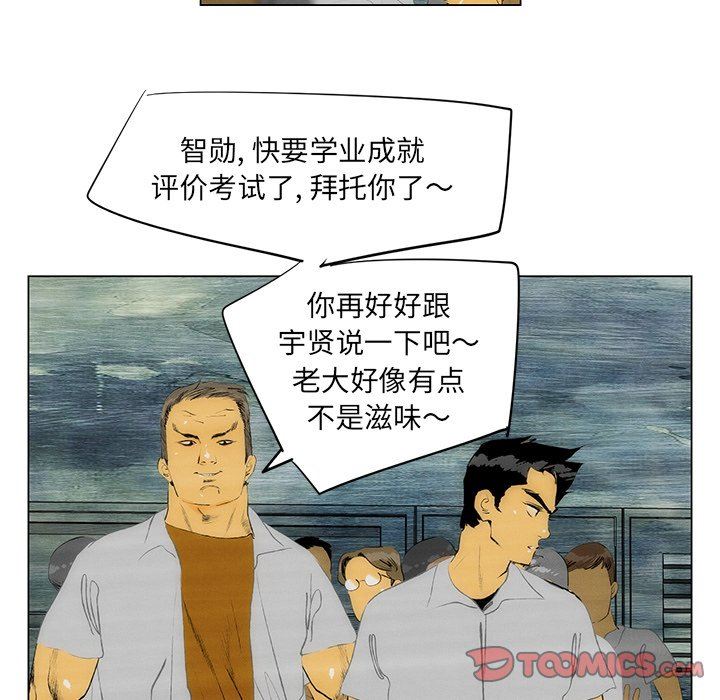 智勋, 快要学业成就
评价考试了, 拜托你了～
你再好好跟
宇贤说一下吧～
老大好像有点
不是滋味～
TOOMICS.COM